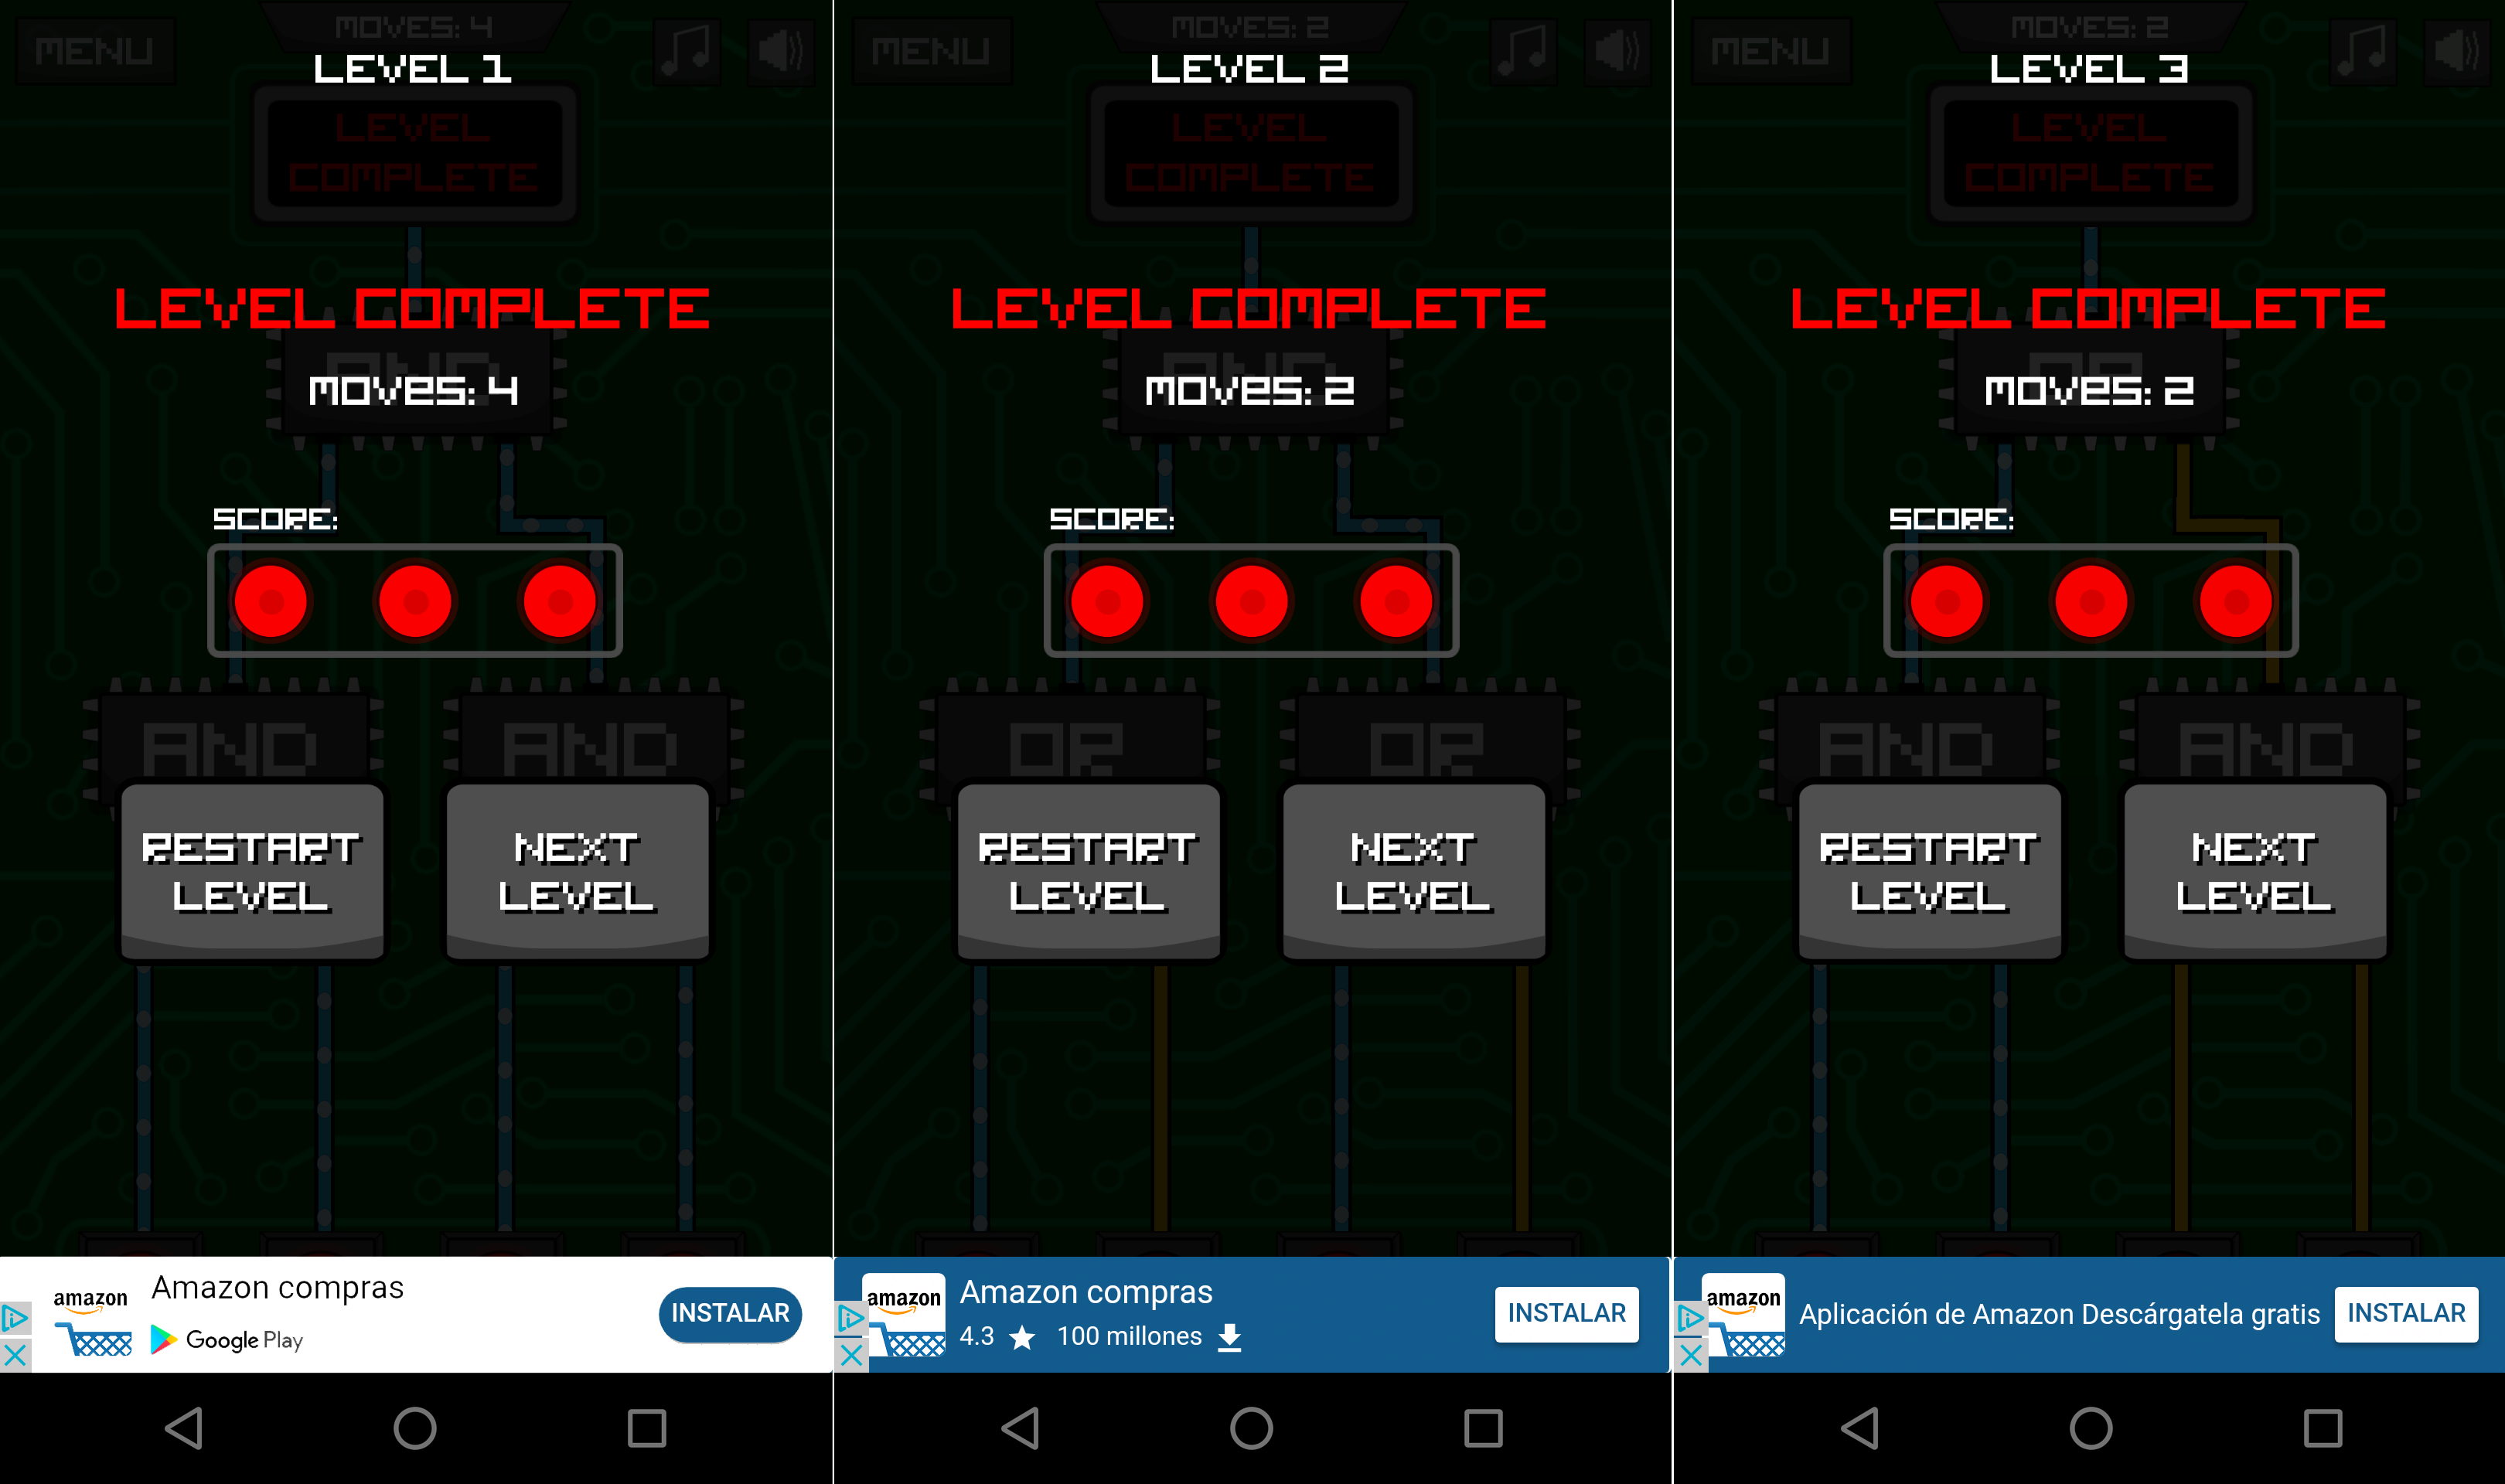 MENU
MOVES: 4
LEVEL 1
LEVEL
COMPLETE
LEVEL COMPLETE
AND
MOVES: 4
SCORE:
AND
AND
RESTART
LEVEL
NEXT
LEVEL
amazon
Amazon compras
Google Play
INSTALAR
MENU
MOVES: 2
LEVEL 2
LEVEL
COMPLETE
LEVEL COMPLETE
AND
MOVES: 2
SCORE:
OR
OR
RESTART
LEVEL
NEXT
LEVEL
amazon
Amazon compras
4.3 ★ 100 millones
INSTALAR
MENU
MOVES: 2
LEVEL 3
LEVEL
COMPLETE
LEVEL COMPLETE
OR
MOVES: 2
SCORE:
AND
AND
RESTART
LEVEL
NEXT
LEVEL
amazon
Aplicación de Amazon Descárgatela gratis
INSTALAR